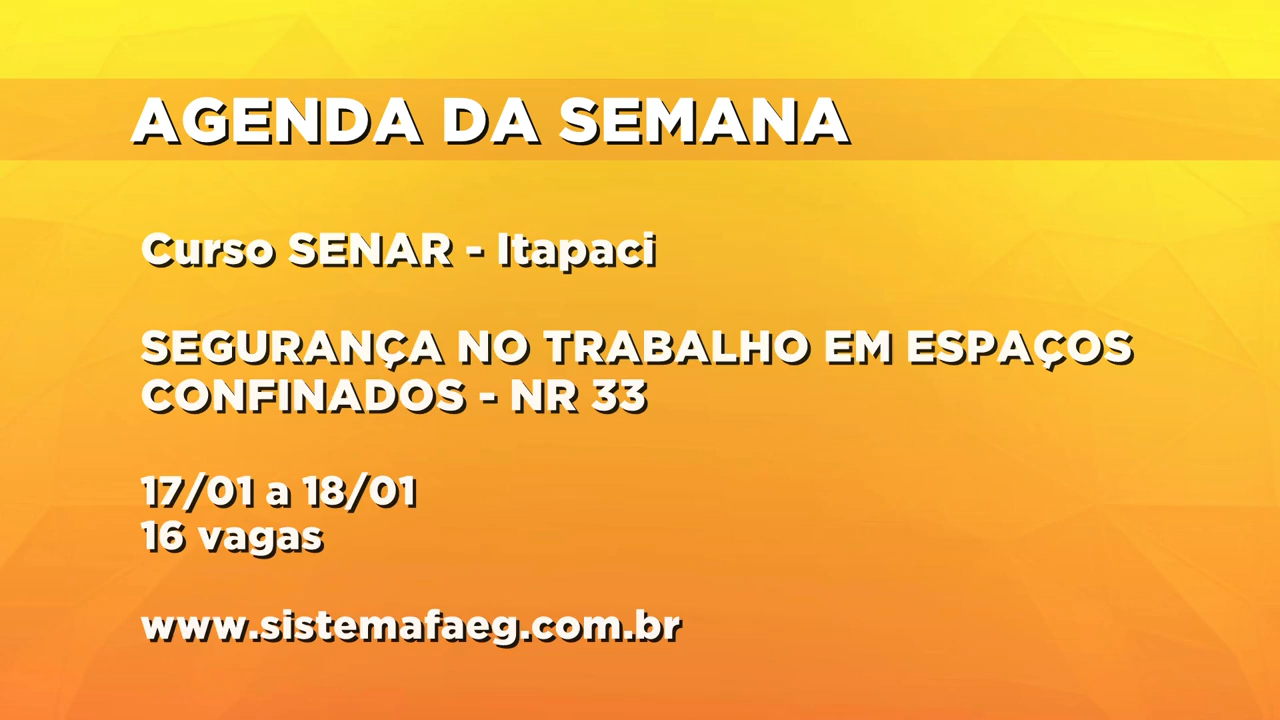 AGENDA DA SEMANA
Curso SENAR - Itapaci
SEGURANÇA NO TRABALHO EM ESPAÇOS
CONFINADOS - NR 33
17/01 a 18/01
16 vagas
www.sistemafaeg.com.br